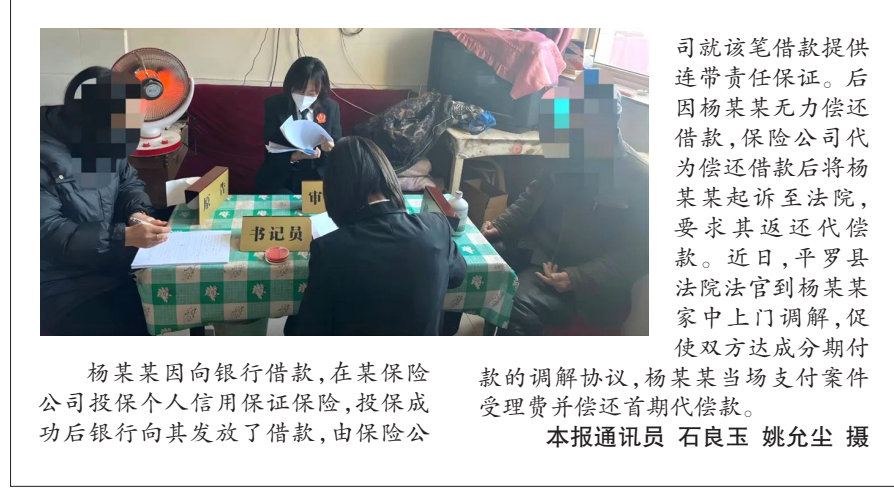 原告
审
书记员
杨某某因向银行借款,在某保险
公司投保个人信用保证保险,投保成
功后银行向其发放了借款,由保险公
司就该笔借款提供
连带责任保证。后
因杨某某无力偿还
借款,保险公司代
为偿还借款后将杨
某某起诉至法院,
要求其返还代偿
款。近日,平罗县
法院法官到杨某某
家中上门调解,促
使双方达成分期付
款的调解协议,杨某某当场支付案件
受理费并偿还首期代偿款。
本报通讯员 石良玉 姚允尘 摄